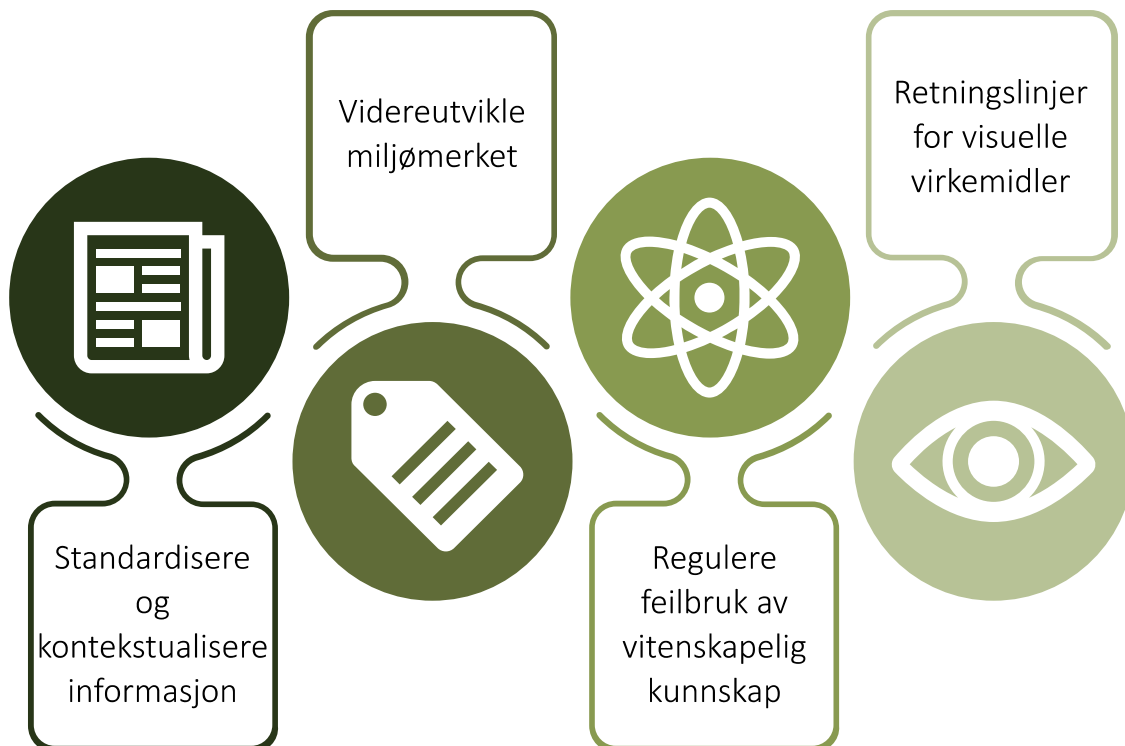 Standardisere
og
kontekstualisere
informasjon
Videreutvikle
miljømerket
Regulere
feilbruk av
vitenskapelig
kunnskap
Retningslinjer
for visuelle
virkemidler